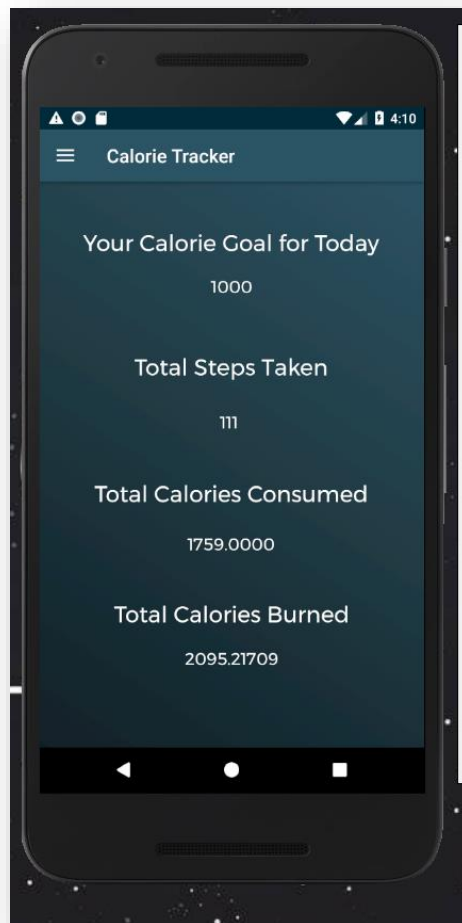 4:10
Calorie Tracker
Your Calorie Goal for Today
1000
Total Steps Taken
111
Total Calories Consumed
1759.0000
Total Calories Burned
2095.21709